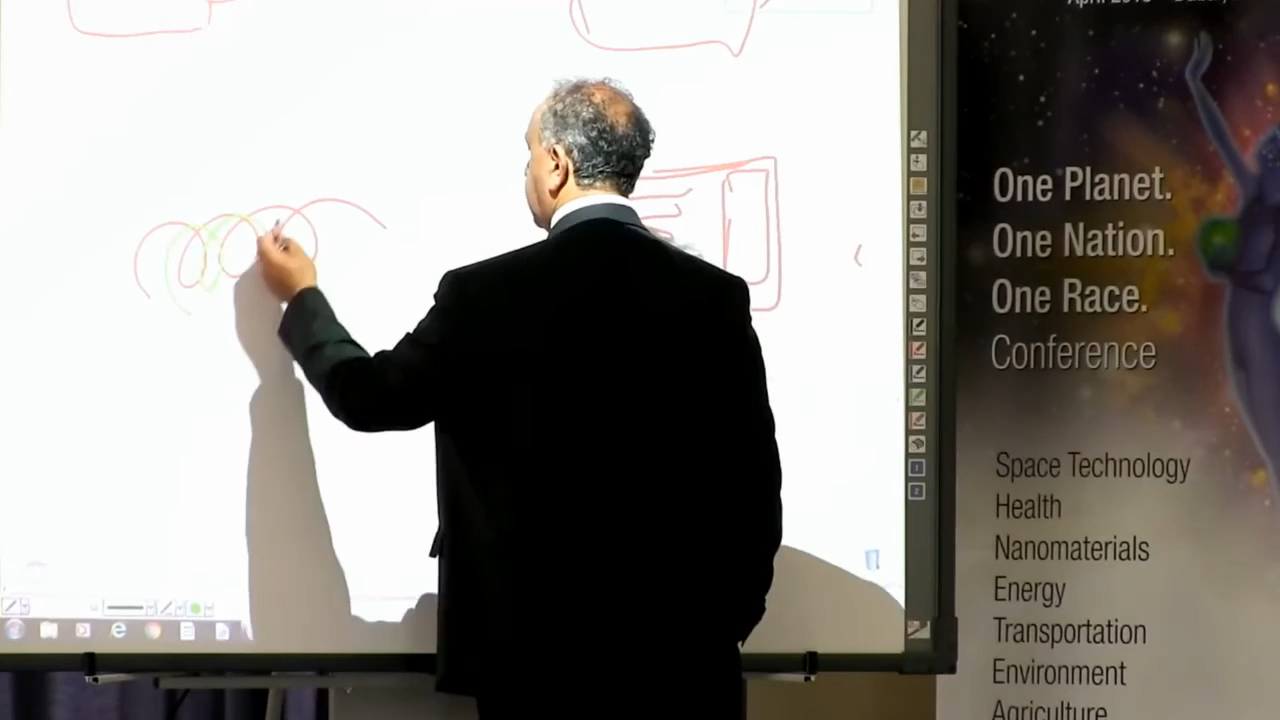 One Planet.
One Nation.
One Race.
Conference
Space Technology
Health
Nanomaterials
Energy
Transportation
Environment
Agriculture